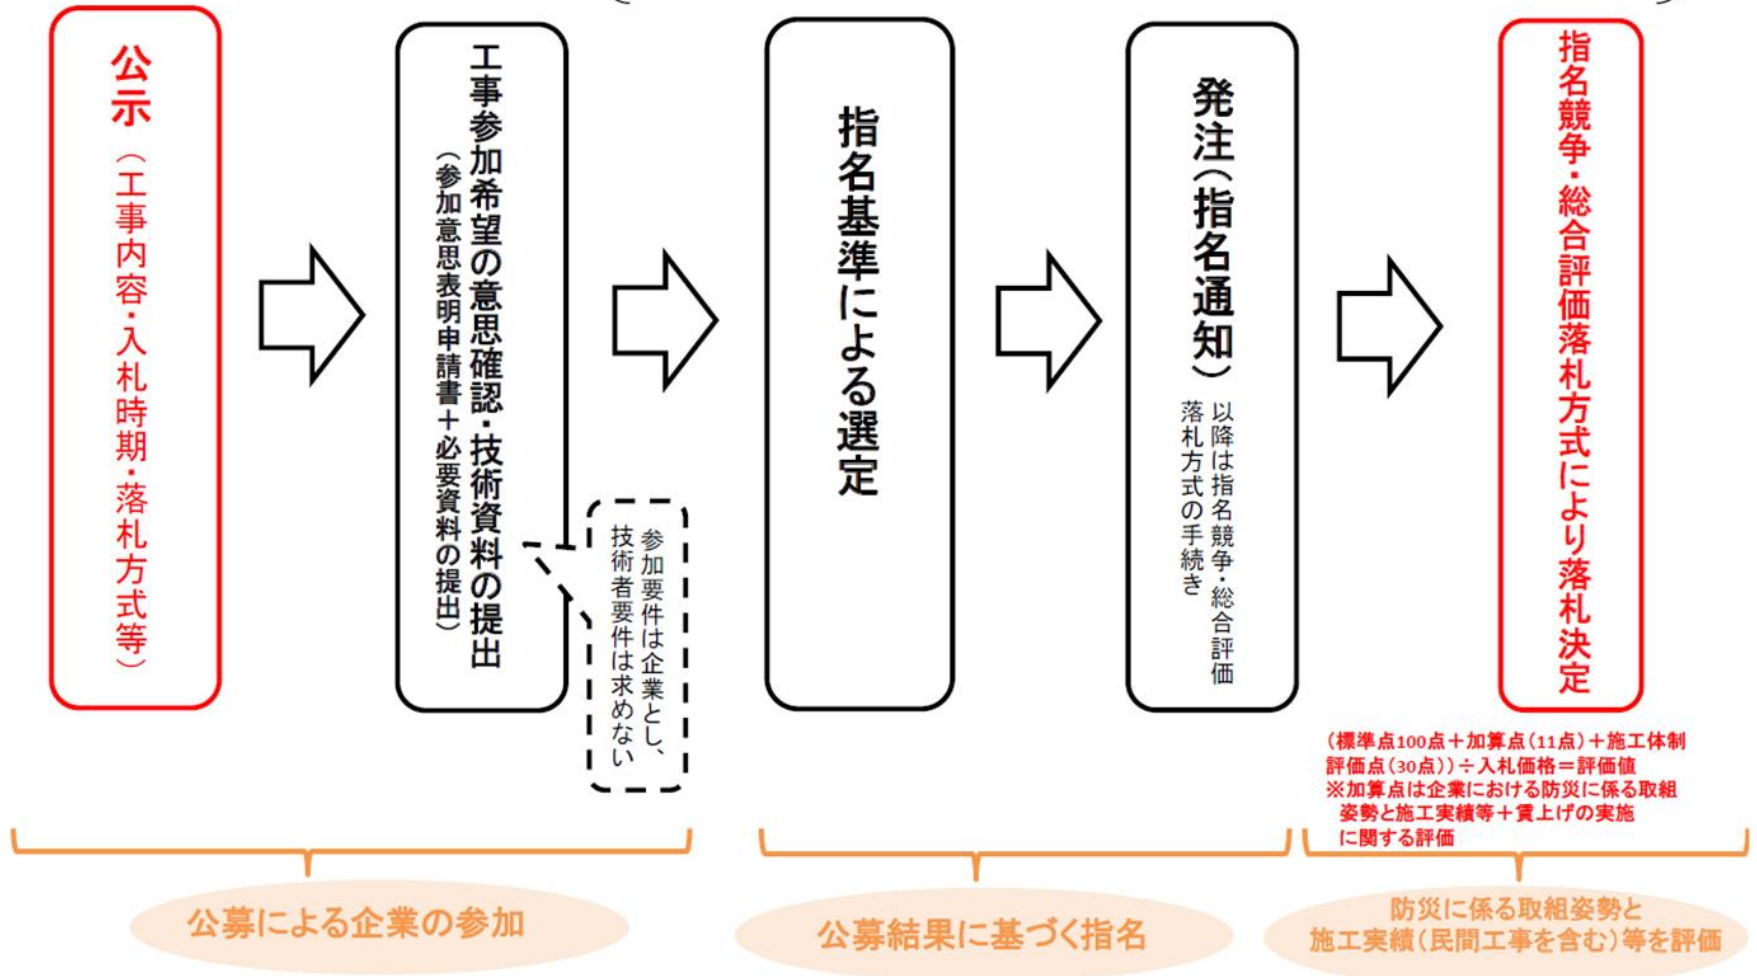 公示(工事内容・入札時期・落札方式等)
工事参加希望の意思確認・技術資料の提出
(参加意思表明申請書+必要資料の提出)
参加要件は企業とし、
技術者要件は求めない
指名基準による選定
発注(指名通知)
以降は指名競争・総合評価
落札方式の手続き
指名競争・総合評価落札方式により落札決定
(標準点100点+加算点(11点)+施工体制
評価点(30点))÷入札価格=評価値
※加算点は企業における防災に係る取組
姿勢と施工実績等+賃上げの実施
に関する評価
公募による企業の参加
公募結果に基づく指名
防災に係る取組姿勢と
施工実績(民間工事を含む)等を評価